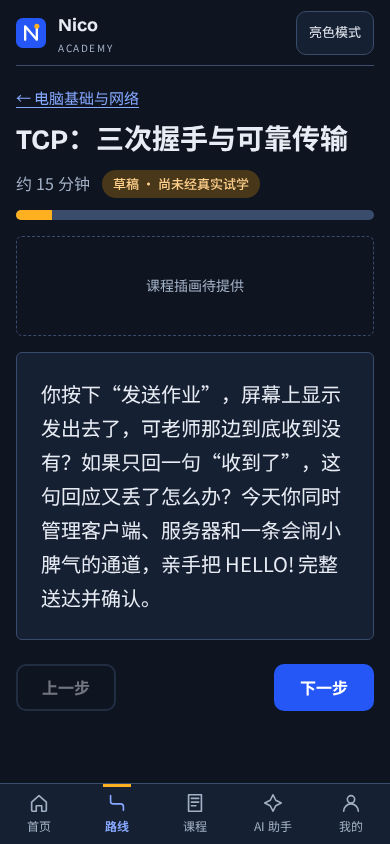 Nico
ACADEMY
亮色模式
← 电脑基础与网络
TCP：三次握手与可靠传输
约 15 分钟
草稿 · 尚未经真实试学
课程插画待提供
你按下“发送作业”，屏幕上显示
发出去了，可老师那边到底收到没
有？如果只回一句“收到了”，这
句回应又丢了怎么办？今天你同时
管理客户端、服务器和一条会闹小
脾气的通道，亲手把 HELLO! 完整
送达并确认。
上一步
下一步
首页
路线
课程
AI 助手
我的